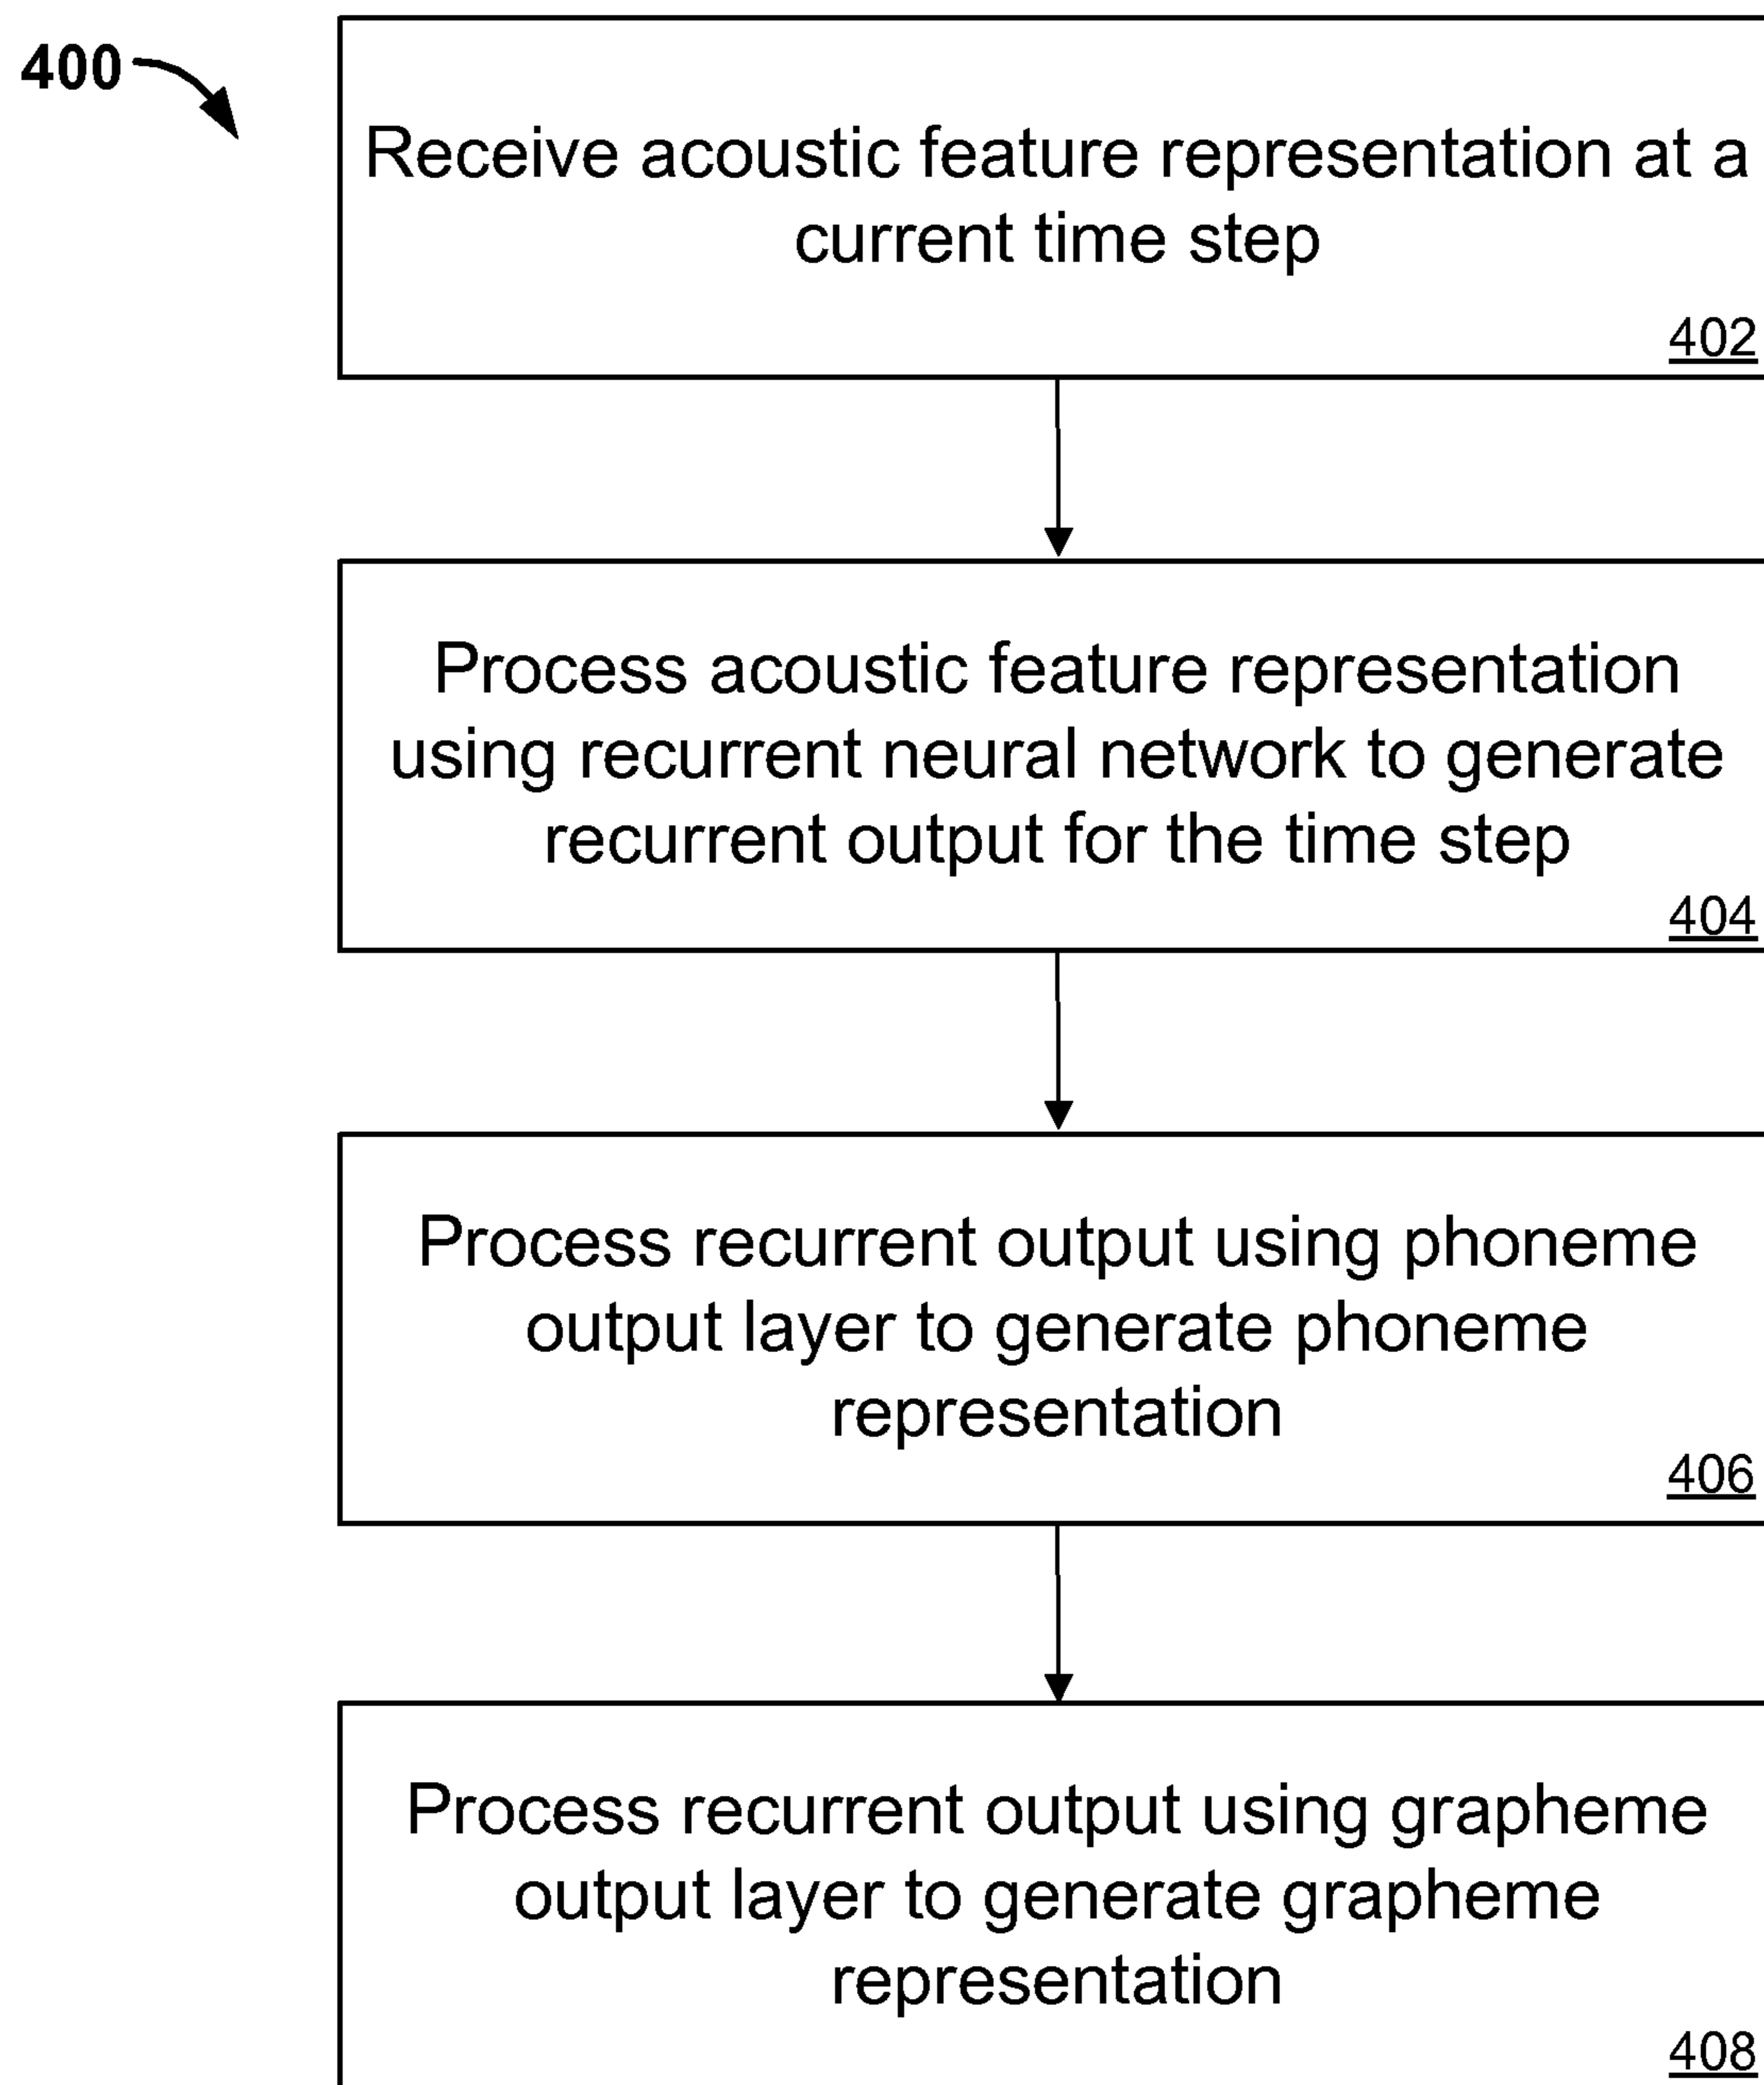 400
Receive acoustic feature representation at a
current time step
402
Process acoustic feature representation
using recurrent neural network to generate
recurrent output for the time step
404
Process recurrent output using phoneme
output layer to generate phoneme
representation
406
Process recurrent output using grapheme
output layer to generate grapheme
representation
408